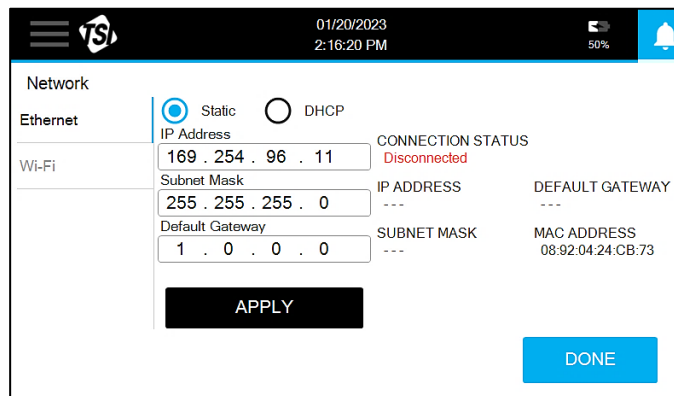 TSI
01/20/2023
2:16:20 PM
50%
Network
Ethernet
Wi-Fi
Static
DHCP
IP Address
169 . 254 . 96 . 11
Subnet Mask
255 . 255 . 255 . 0
Default Gateway
1 . 0 . 0 . 0
APPLY
CONNECTION STATUS
Disconnected
IP ADDRESS
---
DEFAULT GATEWAY
---
SUBNET MASK
---
MAC ADDRESS
08:92:04:24:CB:73
DONE